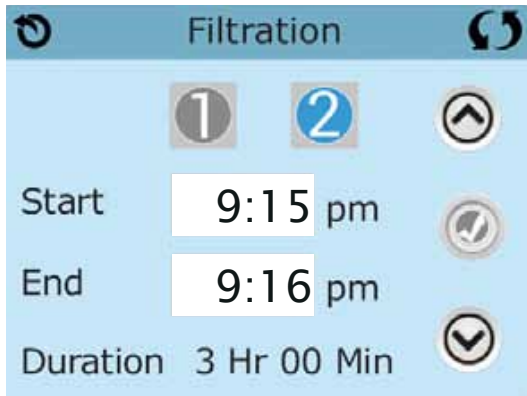 Filtration
1 2
Start 9:15 pm
End 9:16 pm
Duration 3 Hr 00 Min